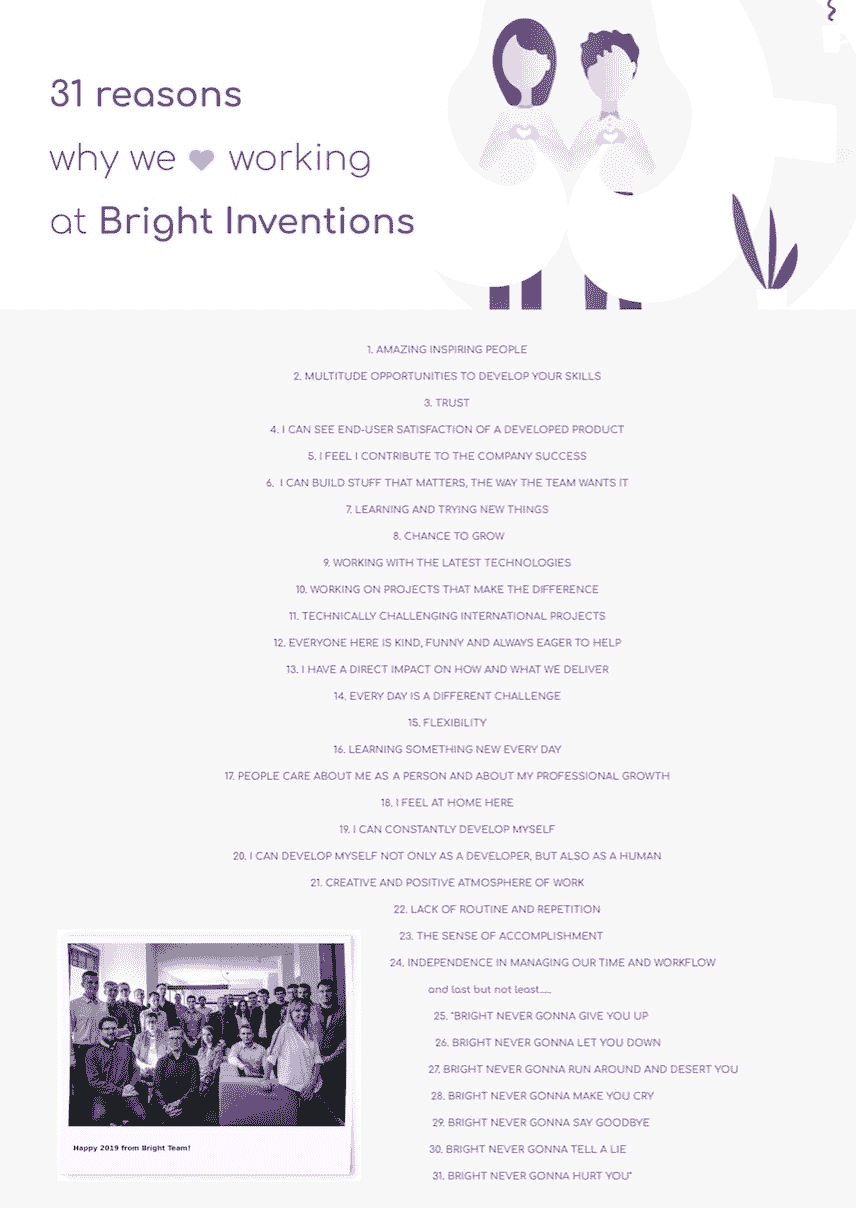 31 reasons
why we working
at Bright Inventions
1. AMAZING INSPIRING PEOPLE
2. MULTITUDE OPPORTUNITIES TO DEVELOP YOUR SKILLS
3. TRUST
4. I CAN SEE END-USER SATISFACTION OF A DEVELOPED PRODUCT
5. I FEEL I CONTRIBUTE TO THE COMPANY SUCCESS
6. I CAN BUILD STUFF THAT MATTERS, THE WAY THE TEAM WANTS IT
7. LEARNING AND TRYING NEW THINGS
8. CHANCE TO GROW
9. WORKING WITH THE LATEST TECHNOLOGIES
10. WORKING ON PROJECTS THAT MAKE THE DIFFERENCE
11. TECHNICALLY CHALLENGING INTERNATIONAL PROJECTS
12. EVERYONE HERE IS KIND, FUNNY AND ALWAYS EAGER TO HELP
13. I HAVE A DIRECT IMPACT ON HOW AND WHAT WE DELIVER
14. EVERY DAY IS A DIFFERENT CHALLENGE
15. FLEXIBILITY
16. LEARNING SOMETHING NEW EVERY DAY
17. PEOPLE CARE ABOUT ME AS A PERSON AND ABOUT MY PROFESSIONAL GROWTH
18. I FEEL AT HOME HERE
19. I CAN CONSTANTLY DEVELOP MYSELF
20. I CAN DEVELOP MYSELF NOT ONLY AS A DEVELOPER, BUT ALSO AS A HUMAN
21. CREATIVE AND POSITIVE ATMOSPHERE OF WORK
22. LACK OF ROUTINE AND REPETITION
23. THE SENSE OF ACCOMPLISHMENT
24. INDEPENDENCE IN MANAGING OUR TIME AND WORKFLOW
and last but not least.....
25. "BRIGHT NEVER GONNA GIVE YOU UP
26. BRIGHT NEVER GONNA LET YOU DOWN
27. BRIGHT NEVER GONNA RUN AROUND AND DESERT YOU
28. BRIGHT NEVER GONNA MAKE YOU CRY
29. BRIGHT NEVER GONNA SAY GOODBYE
30. BRIGHT NEVER GONNA TELL A LIE
31. BRIGHT NEVER GONNA HURT YOU"
Happy 2019 from Bright Team!